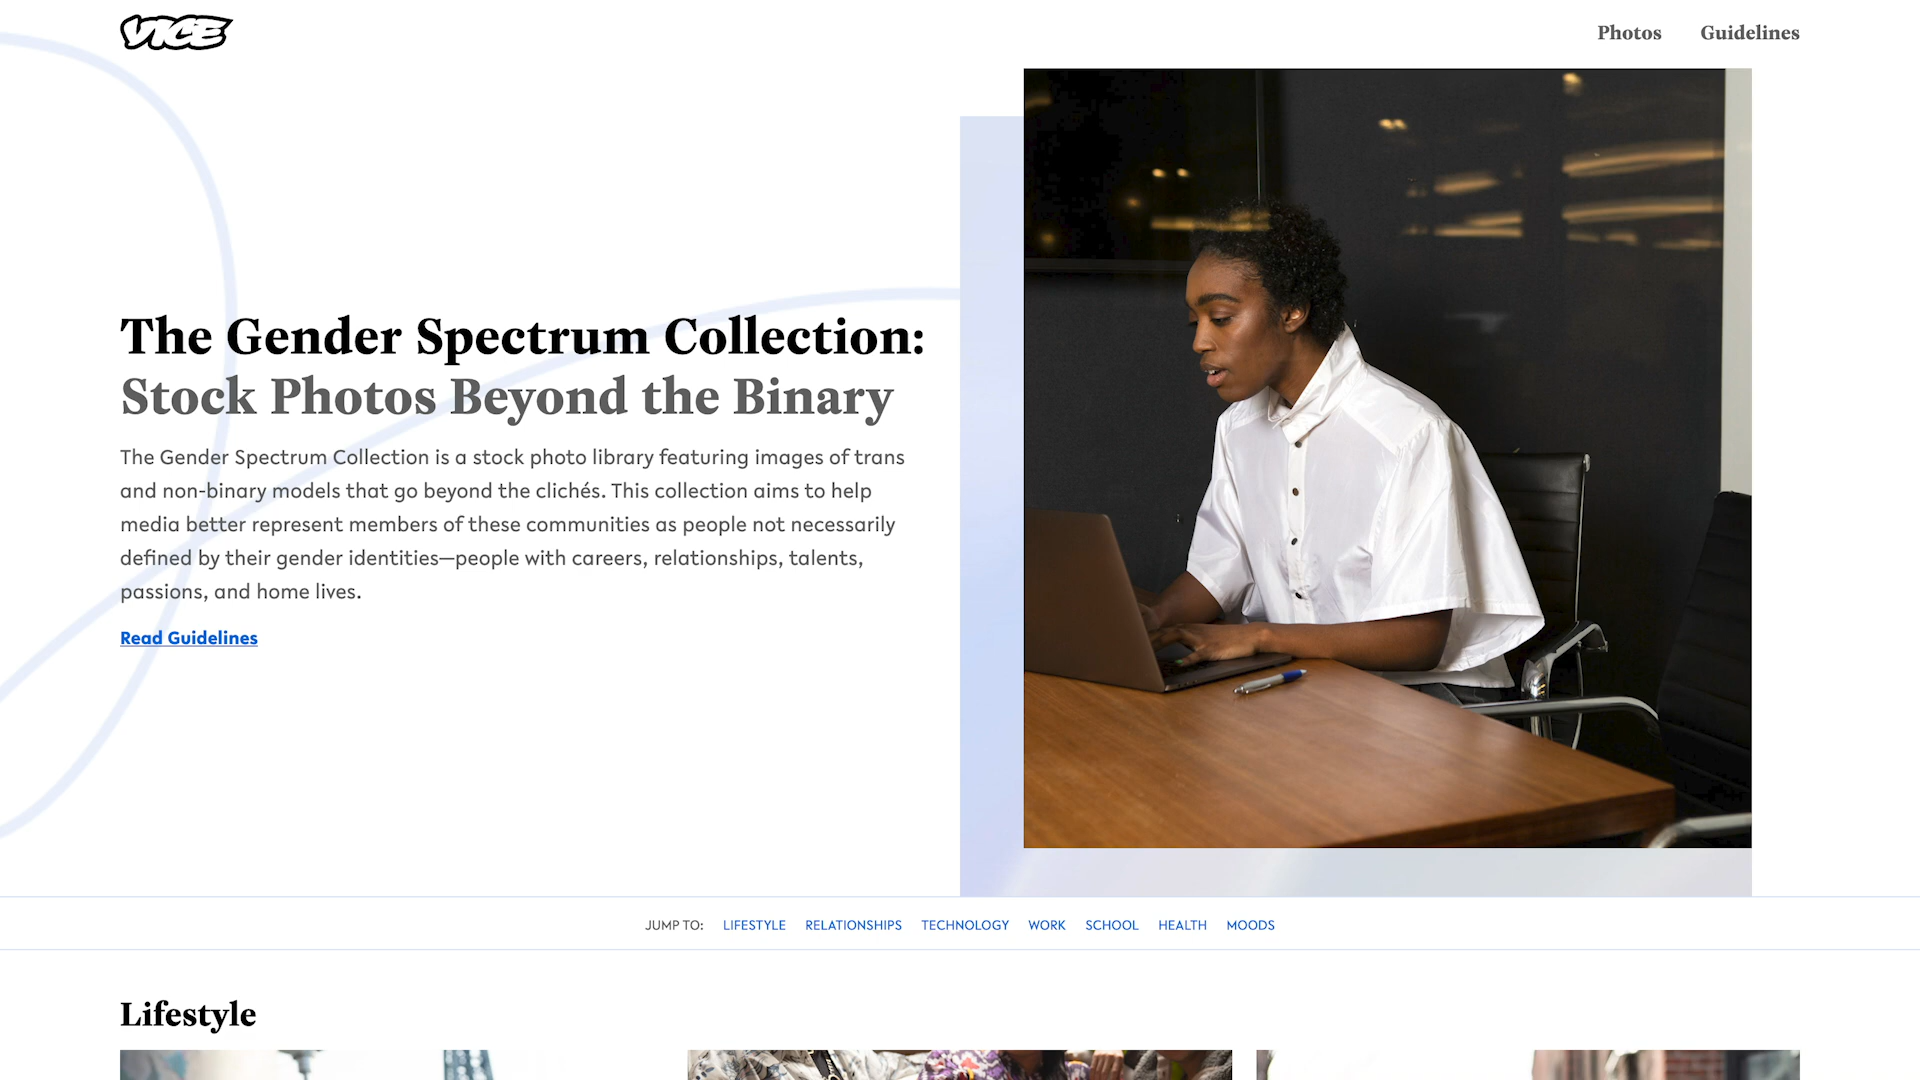 VICE
Photos
Guidelines
The Gender Spectrum Collection:
Stock Photos Beyond the Binary
The Gender Spectrum Collection is a stock photo library featuring images of trans
and non-binary models that go beyond the clichés. This collection aims to help
media better represent members of these communities as people not necessarily
defined by their gender identities—people with careers, relationships, talents,
passions, and home lives.
Read Guidelines
JUMP TO: LIFESTYLE RELATIONSHIPS TECHNOLOGY WORK SCHOOL HEALTH MOODS
Lifestyle